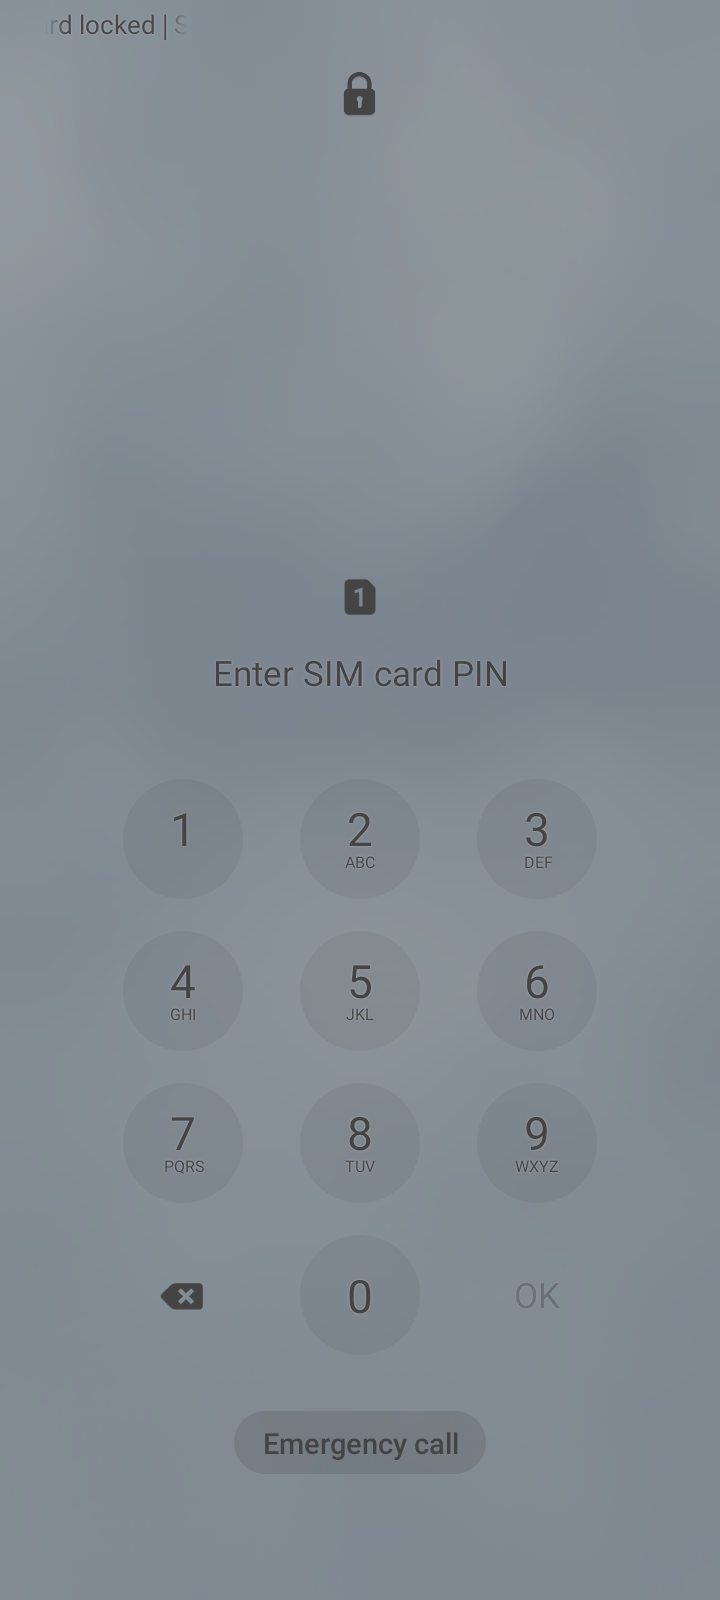 rd locked | S
1
Enter SIM card PIN
1 2 3
ABC DEF
4 5 6
GHI JKL MNO
7 8 9
PQRS TUV WXYZ
0 OK
Emergency call